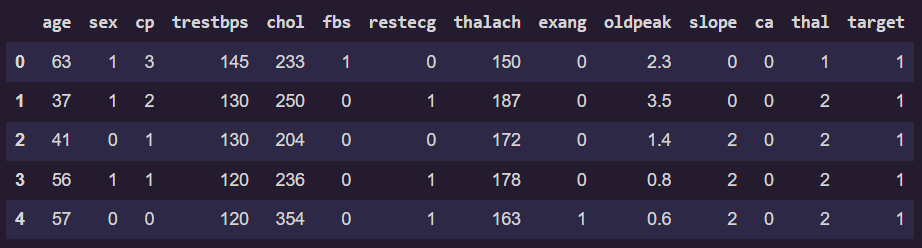 age sex cp trestbps chol fbs restecg thalach exang oldpeak slope ca thal target
0 63 1 3 145 233 1 0 150 0 2.3 0 0 1 1
1 37 1 2 130 250 0 1 187 0 3.5 0 0 2 1
2 41 0 1 130 204 0 0 172 0 1.4 2 0 2 1
3 56 1 1 120 236 0 1 178 0 0.8 2 0 2 1
4 57 0 0 120 354 0 1 163 1 0.6 2 0 2 1